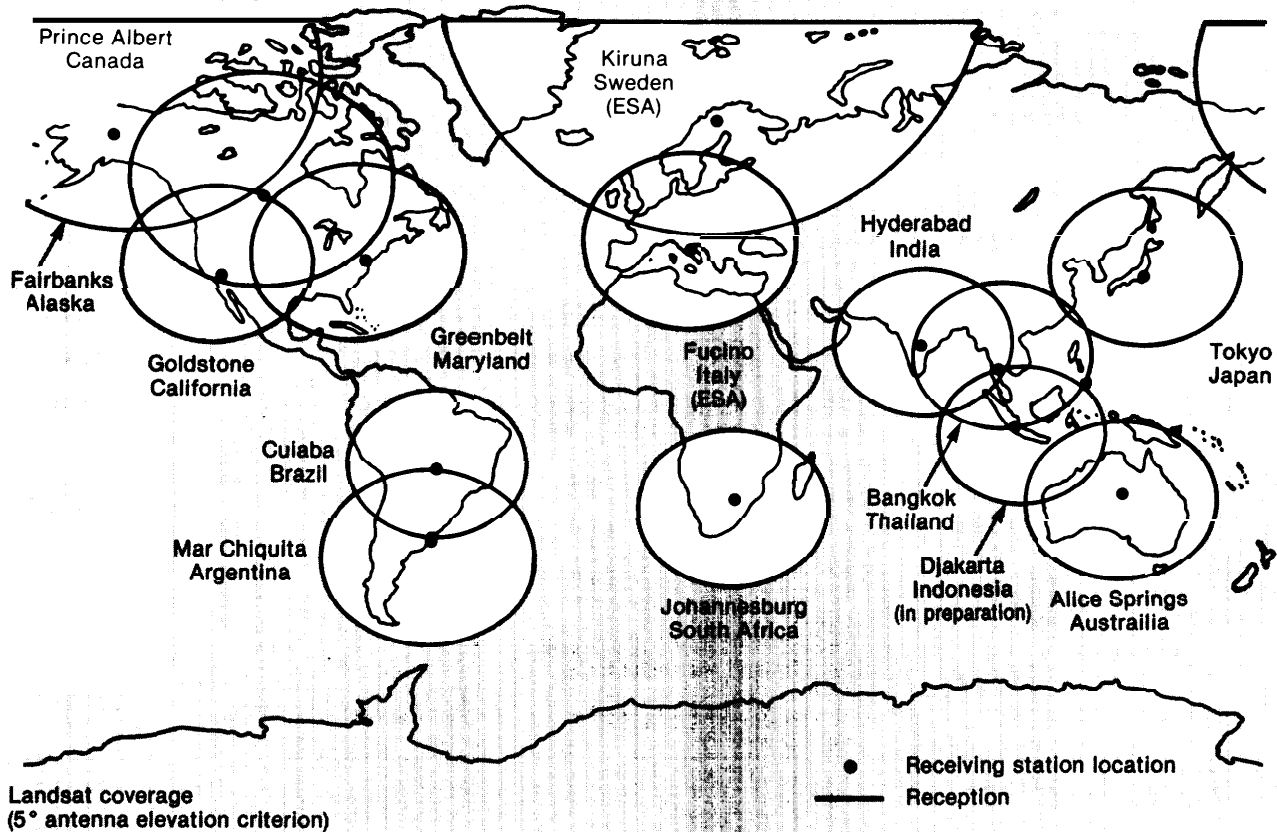 Prince Albert
Canada
Kiruna
Sweden
(ESA)
Hyderabad
India
Fairbanks
Alaska
Greenbelt
Maryland
Goldstone
California
Fucino
Italy
(ESA)
Tokyo
Japan
Cuiaba
Brazil
Bangkok
Thailand
Mar Chiquita
Argentina
Djakarta
Indonesia
(in preparation)
Alice Springs
Austrailia
Johannesburg
South Africa
Receiving station location
Reception
Landsat coverage
(5° antenna elevation criterion)